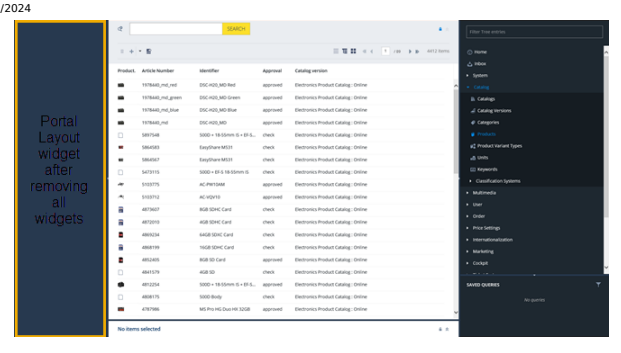 /2024
SEARCH
Filter Tree entries
1
4912 items
Portal
Layout
widget
after
removing
all
widgets
Product. Article Number Identifier Approval Catalog version
1978440_md_red DSC-H20_MD Red approved Electronics Product Catalog : Online
1978440_md_green DSC-H20_MD Green approved Electronics Product Catalog : Online
1978440_md_blue DSC-H20_MD Blue approved Electronics Product Catalog : Online
1978440_md DSC-H20_MD approved Electronics Product Catalog : Online
5897548 500D + 18-55mm IS + EF-S... check Electronics Product Catalog : Online
5864583 EasyShare M531 check Electronics Product Catalog : Online
5864567 EasyShare M531 check Electronics Product Catalog : Online
5473115 500D + 18-55mm IS check Electronics Product Catalog : Online
5103775 AC-PW10AM approved Electronics Product Catalog : Online
5103712 AC-VQV10 approved Electronics Product Catalog : Online
4873607 8GB SDHC Card check Electronics Product Catalog : Online
4872010 4GB SDHC Card check Electronics Product Catalog : Online
4869234 64GB SDXC Card check Electronics Product Catalog : Online
4868199 16GB SDHC Card check Electronics Product Catalog : Online
4852405 8GB SD Card approved Electronics Product Catalog : Online
4841579 4GB SD check Electronics Product Catalog : Online
4812254 500D + 18-55mm IS + EF-S... approved Electronics Product Catalog : Online
4808175 500D Body check Electronics Product Catalog : Online
4787986 MS Pro HG Duo HX 32GB approved Electronics Product Catalog : Online
No items selected
Home
Inbox
System
Catalog
Catalogs
Catalog Versions
Categories
Products
Product Variant Types
Units
Keywords
Classification Systems
Multimedia
User
Order
Price Settings
Internationalization
Marketing
Cockpit
SAVED QUERIES
No queries